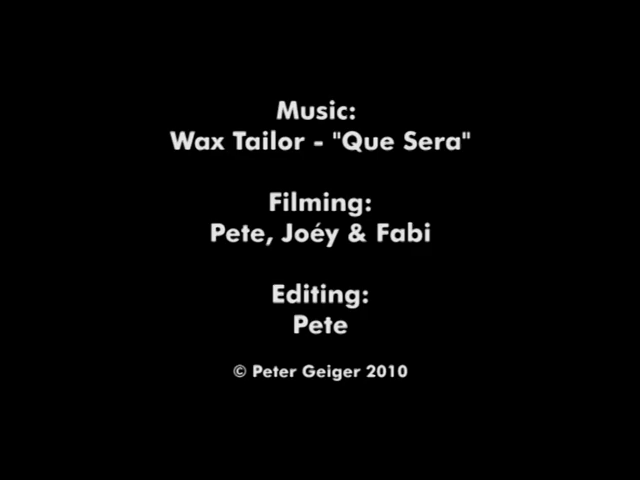 Music:
Wax Tailor - "Que Sera"
Filming:
Pete, Joéy & Fabi
Editing:
Pete
© Peter Geiger 2010